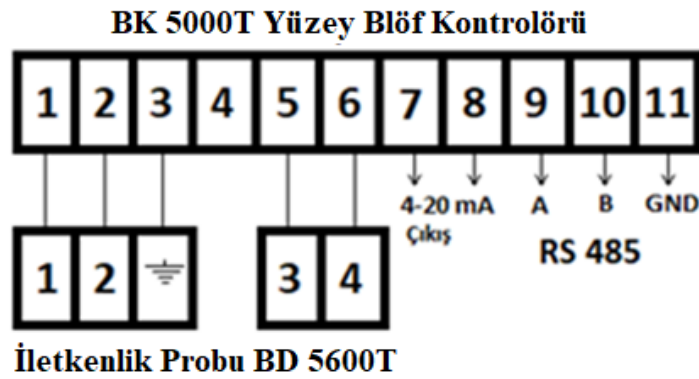 BK 5000T Yüzey Blöf Kontrolörü
1 2 3 4 5 6 7 8 9 10 11
4-20 mA A B GND
Çıkış
RS 485
1 2 3 4
İletkenlik Probu BD 5600T